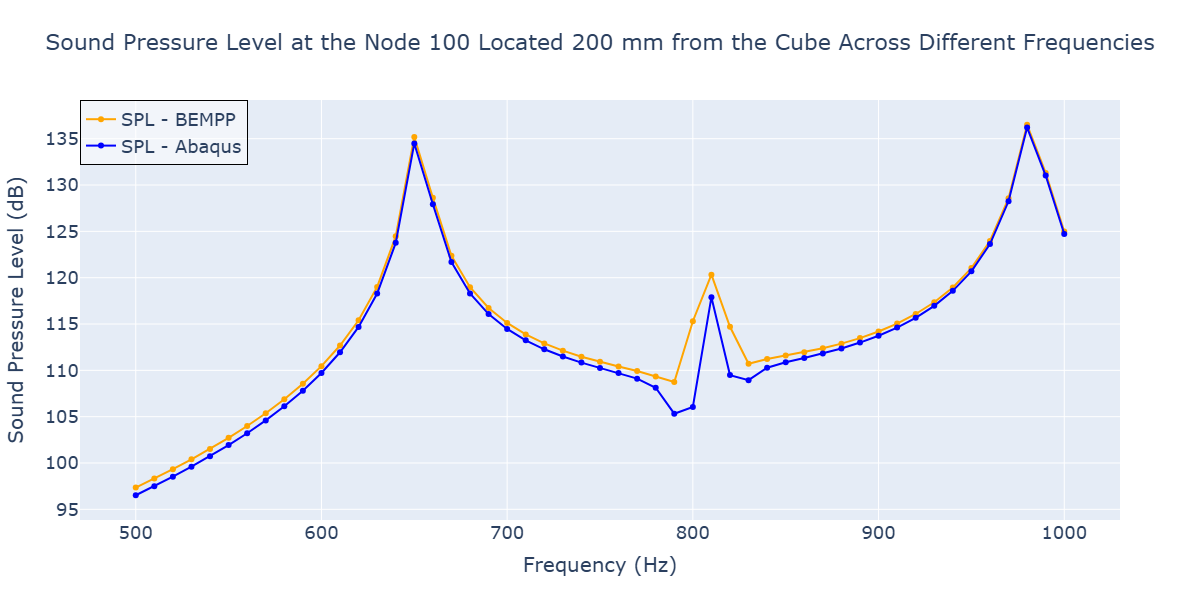 Sound Pressure Level at the Node 100 Located 200 mm from the Cube Across Different Frequencies
SPL - BEMPP
SPL - Abaqus
Sound Pressure Level (dB)
135
130
125
120
115
110
105
100
95
500 600 700 800 900 1000
Frequency (Hz)